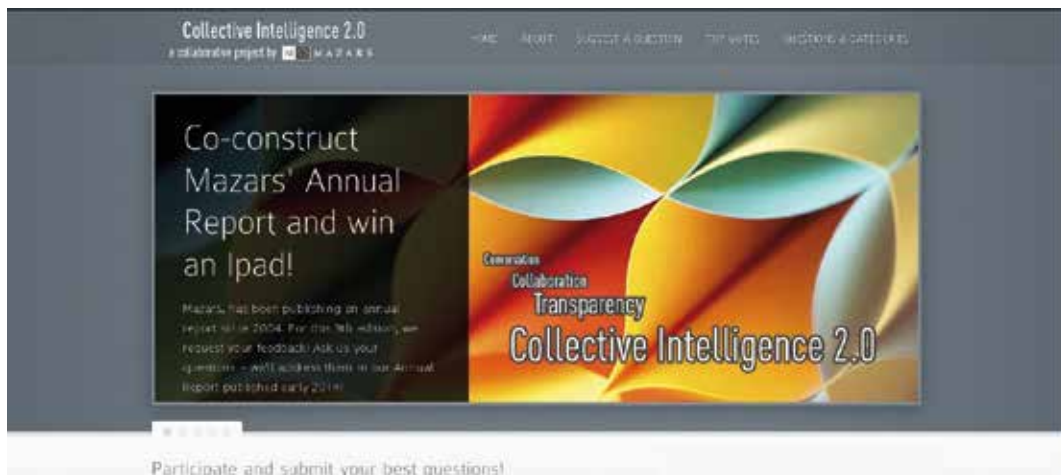 Collective Intelligence 2.0
a collaborative project by MAZARS
HOME ABOUT SUGGEST A QUESTION TOP VOTES QUESTIONS & CATEGORIES
Co-construct
Mazars' Annual
Report and win
an Ipad!
Mazars, has been publishing an annual
report since 2004. For this 9th edition, we
request your feedback! Ask us your
questions – we'll address them in our Annual
Report published early 2014!
Conversation
Collaboration
Transparency
Collective Intelligence 2.0
Participate and submit your best questions!